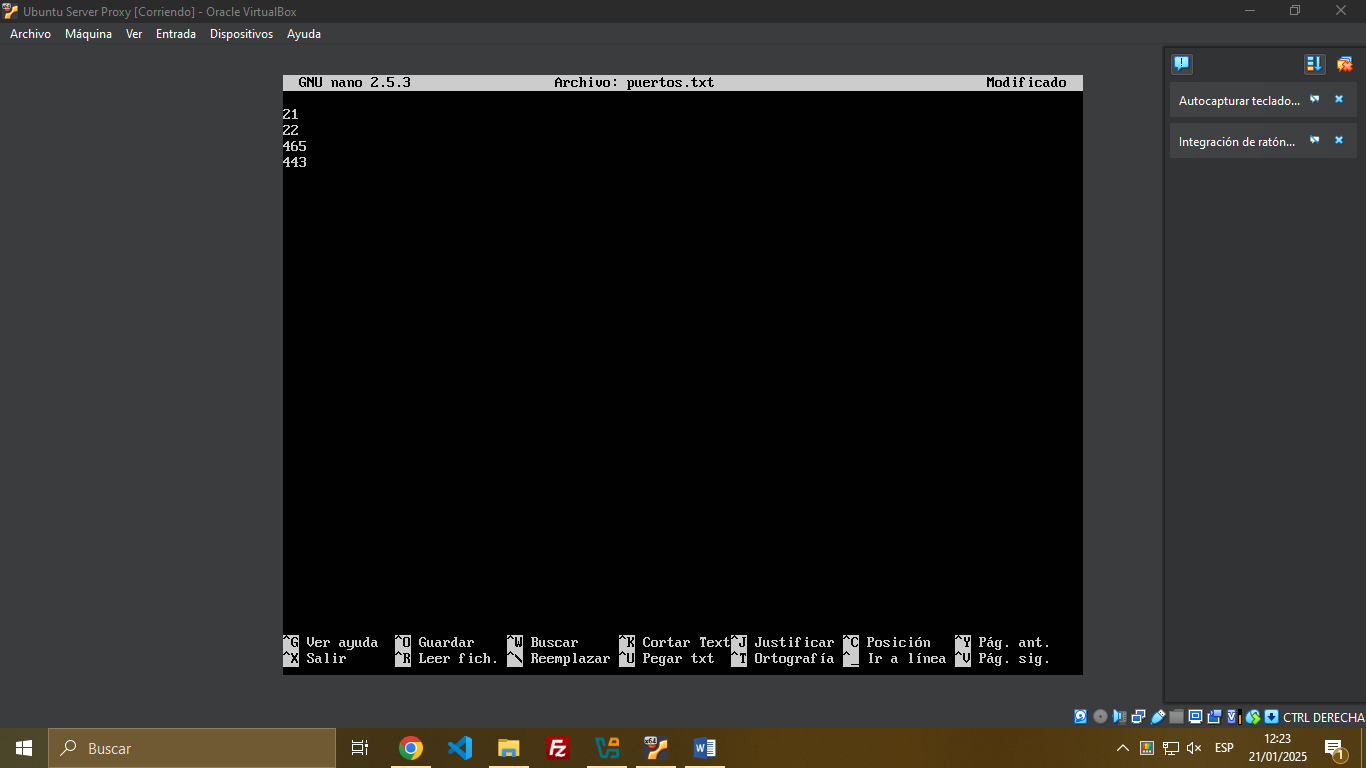 Ubuntu Server Proxy [Corriendo] - Oracle VirtualBox
Archivo Máquina Ver Entrada Dispositivos Ayuda
GNU nano 2.5.3 Archivo: puertos.txt Modificado
21
22
465
443
^G Ver ayuda ^O Guardar ^W Buscar ^K Cortar Text ^J Justificar ^C Posición ^Y Pág. ant.
^X Salir ^R Leer fich. ^\ Reemplazar ^U Pegar txt ^T Ortografía ^_ Ir a línea ^V Pág. sig.
Autocapturar teclado...
Integración de ratón...
CTRL DERECHA
Buscar
ESP
12:23
21/01/2025
1